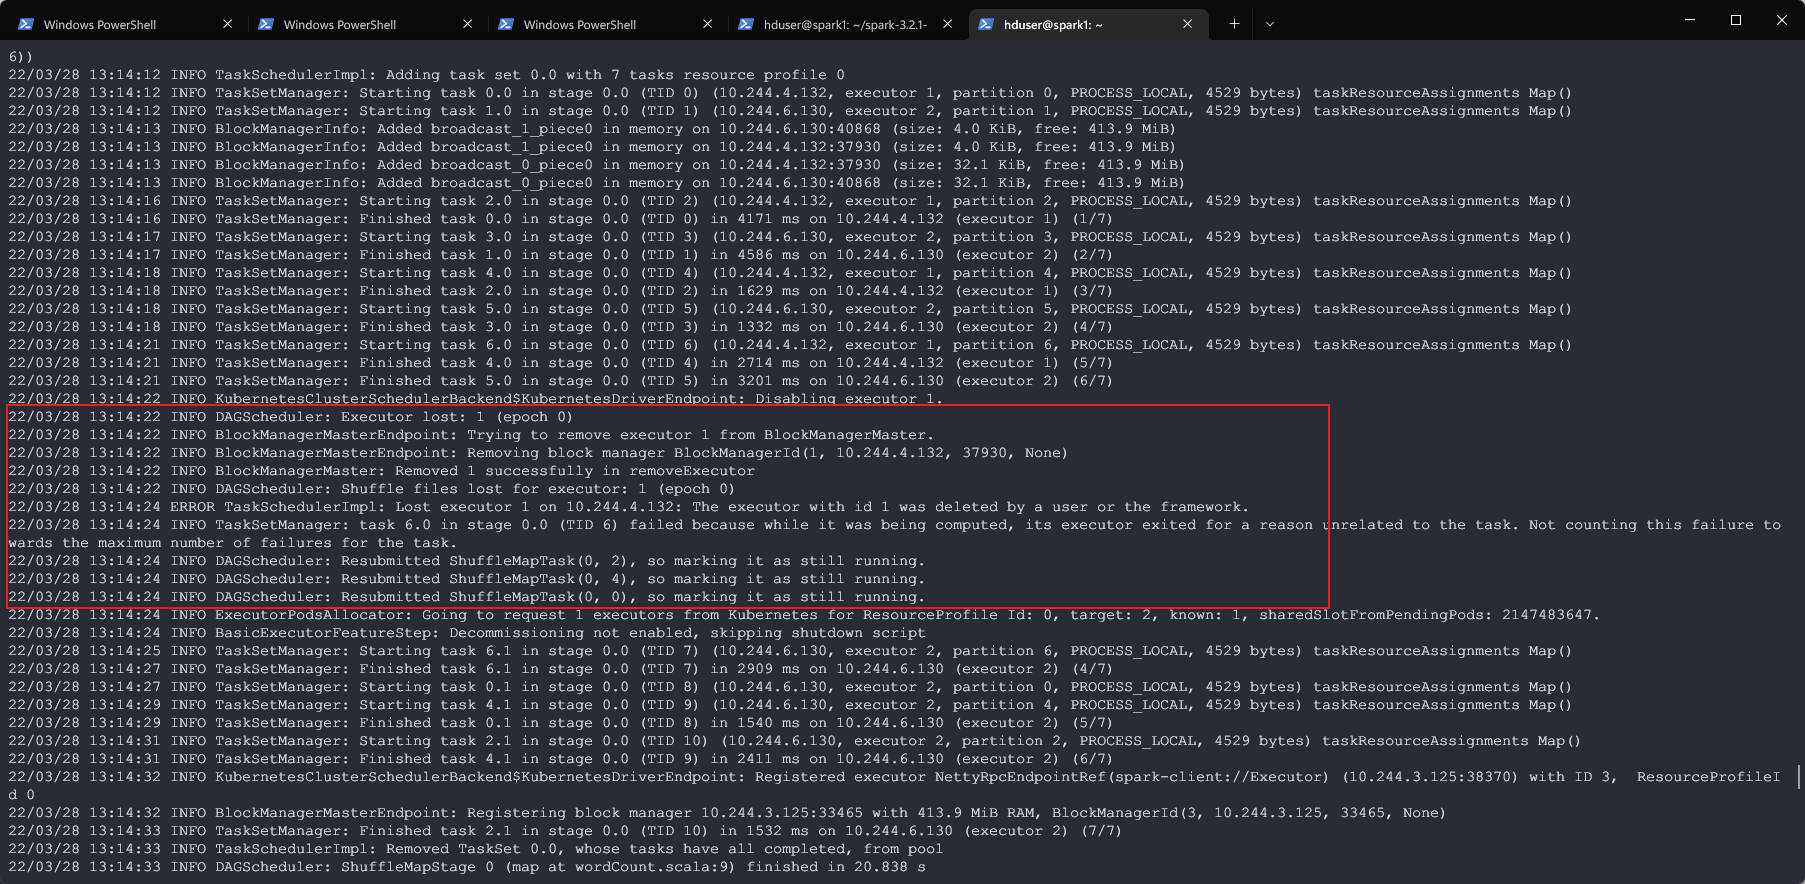 Windows PowerShell
Windows PowerShell
Windows PowerShell
hduser@spark1: ~/spark-3.2.1-
hduser@spark1: ~
6))
22/03/28 13:14:12 INFO TaskSchedulerImpl: Adding task set 0.0 with 7 tasks resource profile 0
22/03/28 13:14:12 INFO TaskSetManager: Starting task 0.0 in stage 0.0 (TID 0) (10.244.4.132, executor 1, partition 0, PROCESS_LOCAL, 4529 bytes) taskResourceAssignments Map()
22/03/28 13:14:12 INFO TaskSetManager: Starting task 1.0 in stage 0.0 (TID 1) (10.244.6.130, executor 2, partition 1, PROCESS_LOCAL, 4529 bytes) taskResourceAssignments Map()
22/03/28 13:14:13 INFO BlockManagerInfo: Added broadcast_1_piece0 in memory on 10.244.6.130:40868 (size: 4.0 KiB, free: 413.9 MiB)
22/03/28 13:14:13 INFO BlockManagerInfo: Added broadcast_1_piece0 in memory on 10.244.4.132:37930 (size: 4.0 KiB, free: 413.9 MiB)
22/03/28 13:14:13 INFO BlockManagerInfo: Added broadcast_0_piece0 in memory on 10.244.4.132:37930 (size: 32.1 KiB, free: 413.9 MiB)
22/03/28 13:14:13 INFO BlockManagerInfo: Added broadcast_0_piece0 in memory on 10.244.6.130:40868 (size: 32.1 KiB, free: 413.9 MiB)
22/03/28 13:14:16 INFO TaskSetManager: Starting task 2.0 in stage 0.0 (TID 2) (10.244.4.132, executor 1, partition 2, PROCESS_LOCAL, 4529 bytes) taskResourceAssignments Map()
22/03/28 13:14:16 INFO TaskSetManager: Finished task 0.0 in stage 0.0 (TID 0) in 4171 ms on 10.244.4.132 (executor 1) (1/7)
22/03/28 13:14:17 INFO TaskSetManager: Starting task 3.0 in stage 0.0 (TID 3) (10.244.6.130, executor 2, partition 3, PROCESS_LOCAL, 4529 bytes) taskResourceAssignments Map()
22/03/28 13:14:17 INFO TaskSetManager: Finished task 1.0 in stage 0.0 (TID 1) in 4586 ms on 10.244.6.130 (executor 2) (2/7)
22/03/28 13:14:18 INFO TaskSetManager: Starting task 4.0 in stage 0.0 (TID 4) (10.244.4.132, executor 1, partition 4, PROCESS_LOCAL, 4529 bytes) taskResourceAssignments Map()
22/03/28 13:14:18 INFO TaskSetManager: Finished task 2.0 in stage 0.0 (TID 2) in 1629 ms on 10.244.4.132 (executor 1) (3/7)
22/03/28 13:14:18 INFO TaskSetManager: Starting task 5.0 in stage 0.0 (TID 5) (10.244.6.130, executor 2, partition 5, PROCESS_LOCAL, 4529 bytes) taskResourceAssignments Map()
22/03/28 13:14:18 INFO TaskSetManager: Finished task 3.0 in stage 0.0 (TID 3) in 1332 ms on 10.244.6.130 (executor 2) (4/7)
22/03/28 13:14:21 INFO TaskSetManager: Starting task 6.0 in stage 0.0 (TID 6) (10.244.4.132, executor 1, partition 6, PROCESS_LOCAL, 4529 bytes) taskResourceAssignments Map()
22/03/28 13:14:21 INFO TaskSetManager: Finished task 4.0 in stage 0.0 (TID 4) in 2714 ms on 10.244.4.132 (executor 1) (5/7)
22/03/28 13:14:21 INFO TaskSetManager: Finished task 5.0 in stage 0.0 (TID 5) in 3201 ms on 10.244.6.130 (executor 2) (6/7)
22/03/28 13:14:22 INFO KubernetesClusterSchedulerBackend$KubernetesDriverEndpoint: Disabling executor 1.
22/03/28 13:14:22 INFO DAGScheduler: Executor lost: 1 (epoch 0)
22/03/28 13:14:22 INFO BlockManagerMasterEndpoint: Trying to remove executor 1 from BlockManagerMaster.
22/03/28 13:14:22 INFO BlockManagerMasterEndpoint: Removing block manager BlockManagerId(1, 10.244.4.132, 37930, None)
22/03/28 13:14:22 INFO BlockManagerMaster: Removed 1 successfully in removeExecutor
22/03/28 13:14:22 INFO DAGScheduler: Shuffle files lost for executor: 1 (epoch 0)
22/03/28 13:14:24 ERROR TaskSchedulerImpl: Lost executor 1 on 10.244.4.132: The executor with id 1 was deleted by a user or the framework.
22/03/28 13:14:24 INFO TaskSetManager: task 6.0 in stage 0.0 (TID 6) failed because while it was being computed, its executor exited for a reason unrelated to the task. Not counting this failure to
wards the maximum number of failures for the task.
22/03/28 13:14:24 INFO DAGScheduler: Resubmitted ShuffleMapTask(0, 2), so marking it as still running.
22/03/28 13:14:24 INFO DAGScheduler: Resubmitted ShuffleMapTask(0, 4), so marking it as still running.
22/03/28 13:14:24 INFO DAGScheduler: Resubmitted ShuffleMapTask(0, 0), so marking it as still running.
22/03/28 13:14:24 INFO ExecutorPodsAllocator: Going to request 1 executors from Kubernetes for ResourceProfile Id: 0, target: 2, known: 1, sharedSlotFromPendingPods: 2147483647.
22/03/28 13:14:24 INFO BasicExecutorFeatureStep: Decommissioning not enabled, skipping shutdown script
22/03/28 13:14:25 INFO TaskSetManager: Starting task 6.1 in stage 0.0 (TID 7) (10.244.6.130, executor 2, partition 6, PROCESS_LOCAL, 4529 bytes) taskResourceAssignments Map()
22/03/28 13:14:27 INFO TaskSetManager: Finished task 6.1 in stage 0.0 (TID 7) in 2909 ms on 10.244.6.130 (executor 2) (4/7)
22/03/28 13:14:27 INFO TaskSetManager: Starting task 0.1 in stage 0.0 (TID 8) (10.244.6.130, executor 2, partition 0, PROCESS_LOCAL, 4529 bytes) taskResourceAssignments Map()
22/03/28 13:14:29 INFO TaskSetManager: Starting task 4.1 in stage 0.0 (TID 9) (10.244.6.130, executor 2, partition 4, PROCESS_LOCAL, 4529 bytes) taskResourceAssignments Map()
22/03/28 13:14:29 INFO TaskSetManager: Finished task 0.1 in stage 0.0 (TID 8) in 1540 ms on 10.244.6.130 (executor 2) (5/7)
22/03/28 13:14:31 INFO TaskSetManager: Starting task 2.1 in stage 0.0 (TID 10) (10.244.6.130, executor 2, partition 2, PROCESS_LOCAL, 4529 bytes) taskResourceAssignments Map()
22/03/28 13:14:31 INFO TaskSetManager: Finished task 4.1 in stage 0.0 (TID 9) in 2411 ms on 10.244.6.130 (executor 2) (6/7)
22/03/28 13:14:32 INFO KubernetesClusterSchedulerBackend$KubernetesDriverEndpoint: Registered executor NettyRpcEndpointRef(spark-client://Executor) (10.244.3.125:38370) with ID 3,  ResourceProfileI
d 0
22/03/28 13:14:32 INFO BlockManagerMasterEndpoint: Registering block manager 10.244.3.125:33465 with 413.9 MiB RAM, BlockManagerId(3, 10.244.3.125, 33465, None)
22/03/28 13:14:33 INFO TaskSetManager: Finished task 2.1 in stage 0.0 (TID 10) in 1532 ms on 10.244.6.130 (executor 2) (7/7)
22/03/28 13:14:33 INFO TaskSchedulerImpl: Removed TaskSet 0.0, whose tasks have all completed, from pool
22/03/28 13:14:33 INFO DAGScheduler: ShuffleMapStage 0 (map at wordCount.scala:9) finished in 20.838 s